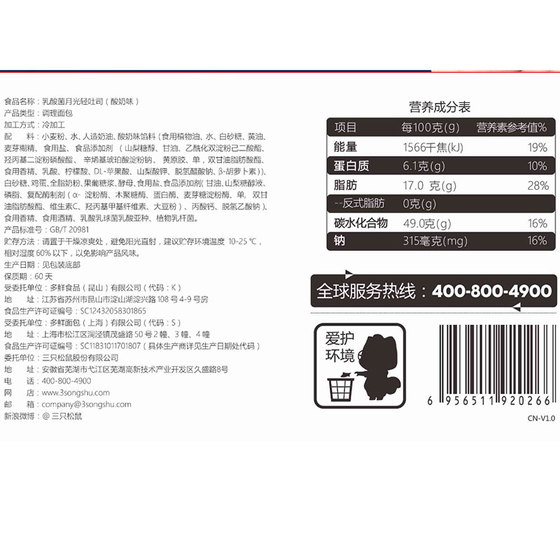 食品名称：乳酸菌月光轻吐司（酸奶味）
产品类型：调理面包
加工方式：冷加工
配 料：小麦粉、水、人造奶油、酸奶味馅料（食用植物油、水、白砂糖、黄油、
麦芽糊精、食用盐、食品添加剂（山梨糖醇、甘油、乙酰化双淀粉己二酸酯、
羟丙基二淀粉磷酸酯、辛烯基琥珀酸淀粉钠、黄原胶、单，双甘油脂肪酸酯、
食用香精、乳酸、柠檬酸、DL-苹果酸、山梨酸钾、脱氢醋酸钠、β-胡萝卜素））、
白砂糖、鸡蛋、全脂奶粉、果葡糖浆、酵母、食用盐、食品添加剂（甘油、山梨糖醇液、
磷脂、复配酶制剂（α-淀粉酶、木聚糖酶、蛋白酶、麦芽糖淀粉酶、单，双甘
油脂肪酸酯、维生素C、羟丙基甲基纤维素、大豆粉）、丙酸钙、脱氢乙酸钠）、
食用香精、食用酒精、乳酸乳球菌乳酸亚种、植物乳杆菌。
产品标准号：GB/T 20981
贮存方法：请置于干燥凉爽处，避免阳光直射，建议贮存环境温度 10-25 ℃，
相对湿度 60% 以下，以免影响产品风味。
生产日期：见包装底部
保质期：60 天
受委托单位：多鲜食品（昆山）有限公司（代码：K）
地 址：江苏省苏州市昆山市淀山湖淀兴路 108 号 4-9 号房
食品生产许可证编号：SC12432058301865
受委托单位：多鲜面包（上海）有限公司（代码：S）
地 址：上海市松江区洞泾镇茂盛路 50 号 2 幢、3 幢、4 幢
食品生产许可证编号：SC11831011701807（具体生产商详见生产日期处代码）
委托单位：三只松鼠股份有限公司
地 址：安徽省芜湖市弋江区芜湖高新技术产业开发区久盛路8号
电 话：400-800-4900
网 址：www.3songshu.com
邮 箱：company@3songshu.com
新浪微博：@ 三只松鼠
营养成分表
项目 每100克(g) 营养素参考值%
能量 1566千焦(kJ) 19%
蛋白质 6.1克(g) 10%
脂肪 17.0 克(g) 28%
--反式脂肪 0克(g)
碳水化合物 49.0克(g) 16%
钠 315毫克(mg) 16%
全球服务热线：400-800-4900
爱护
环境
6 956511 920266
CN-V1.0